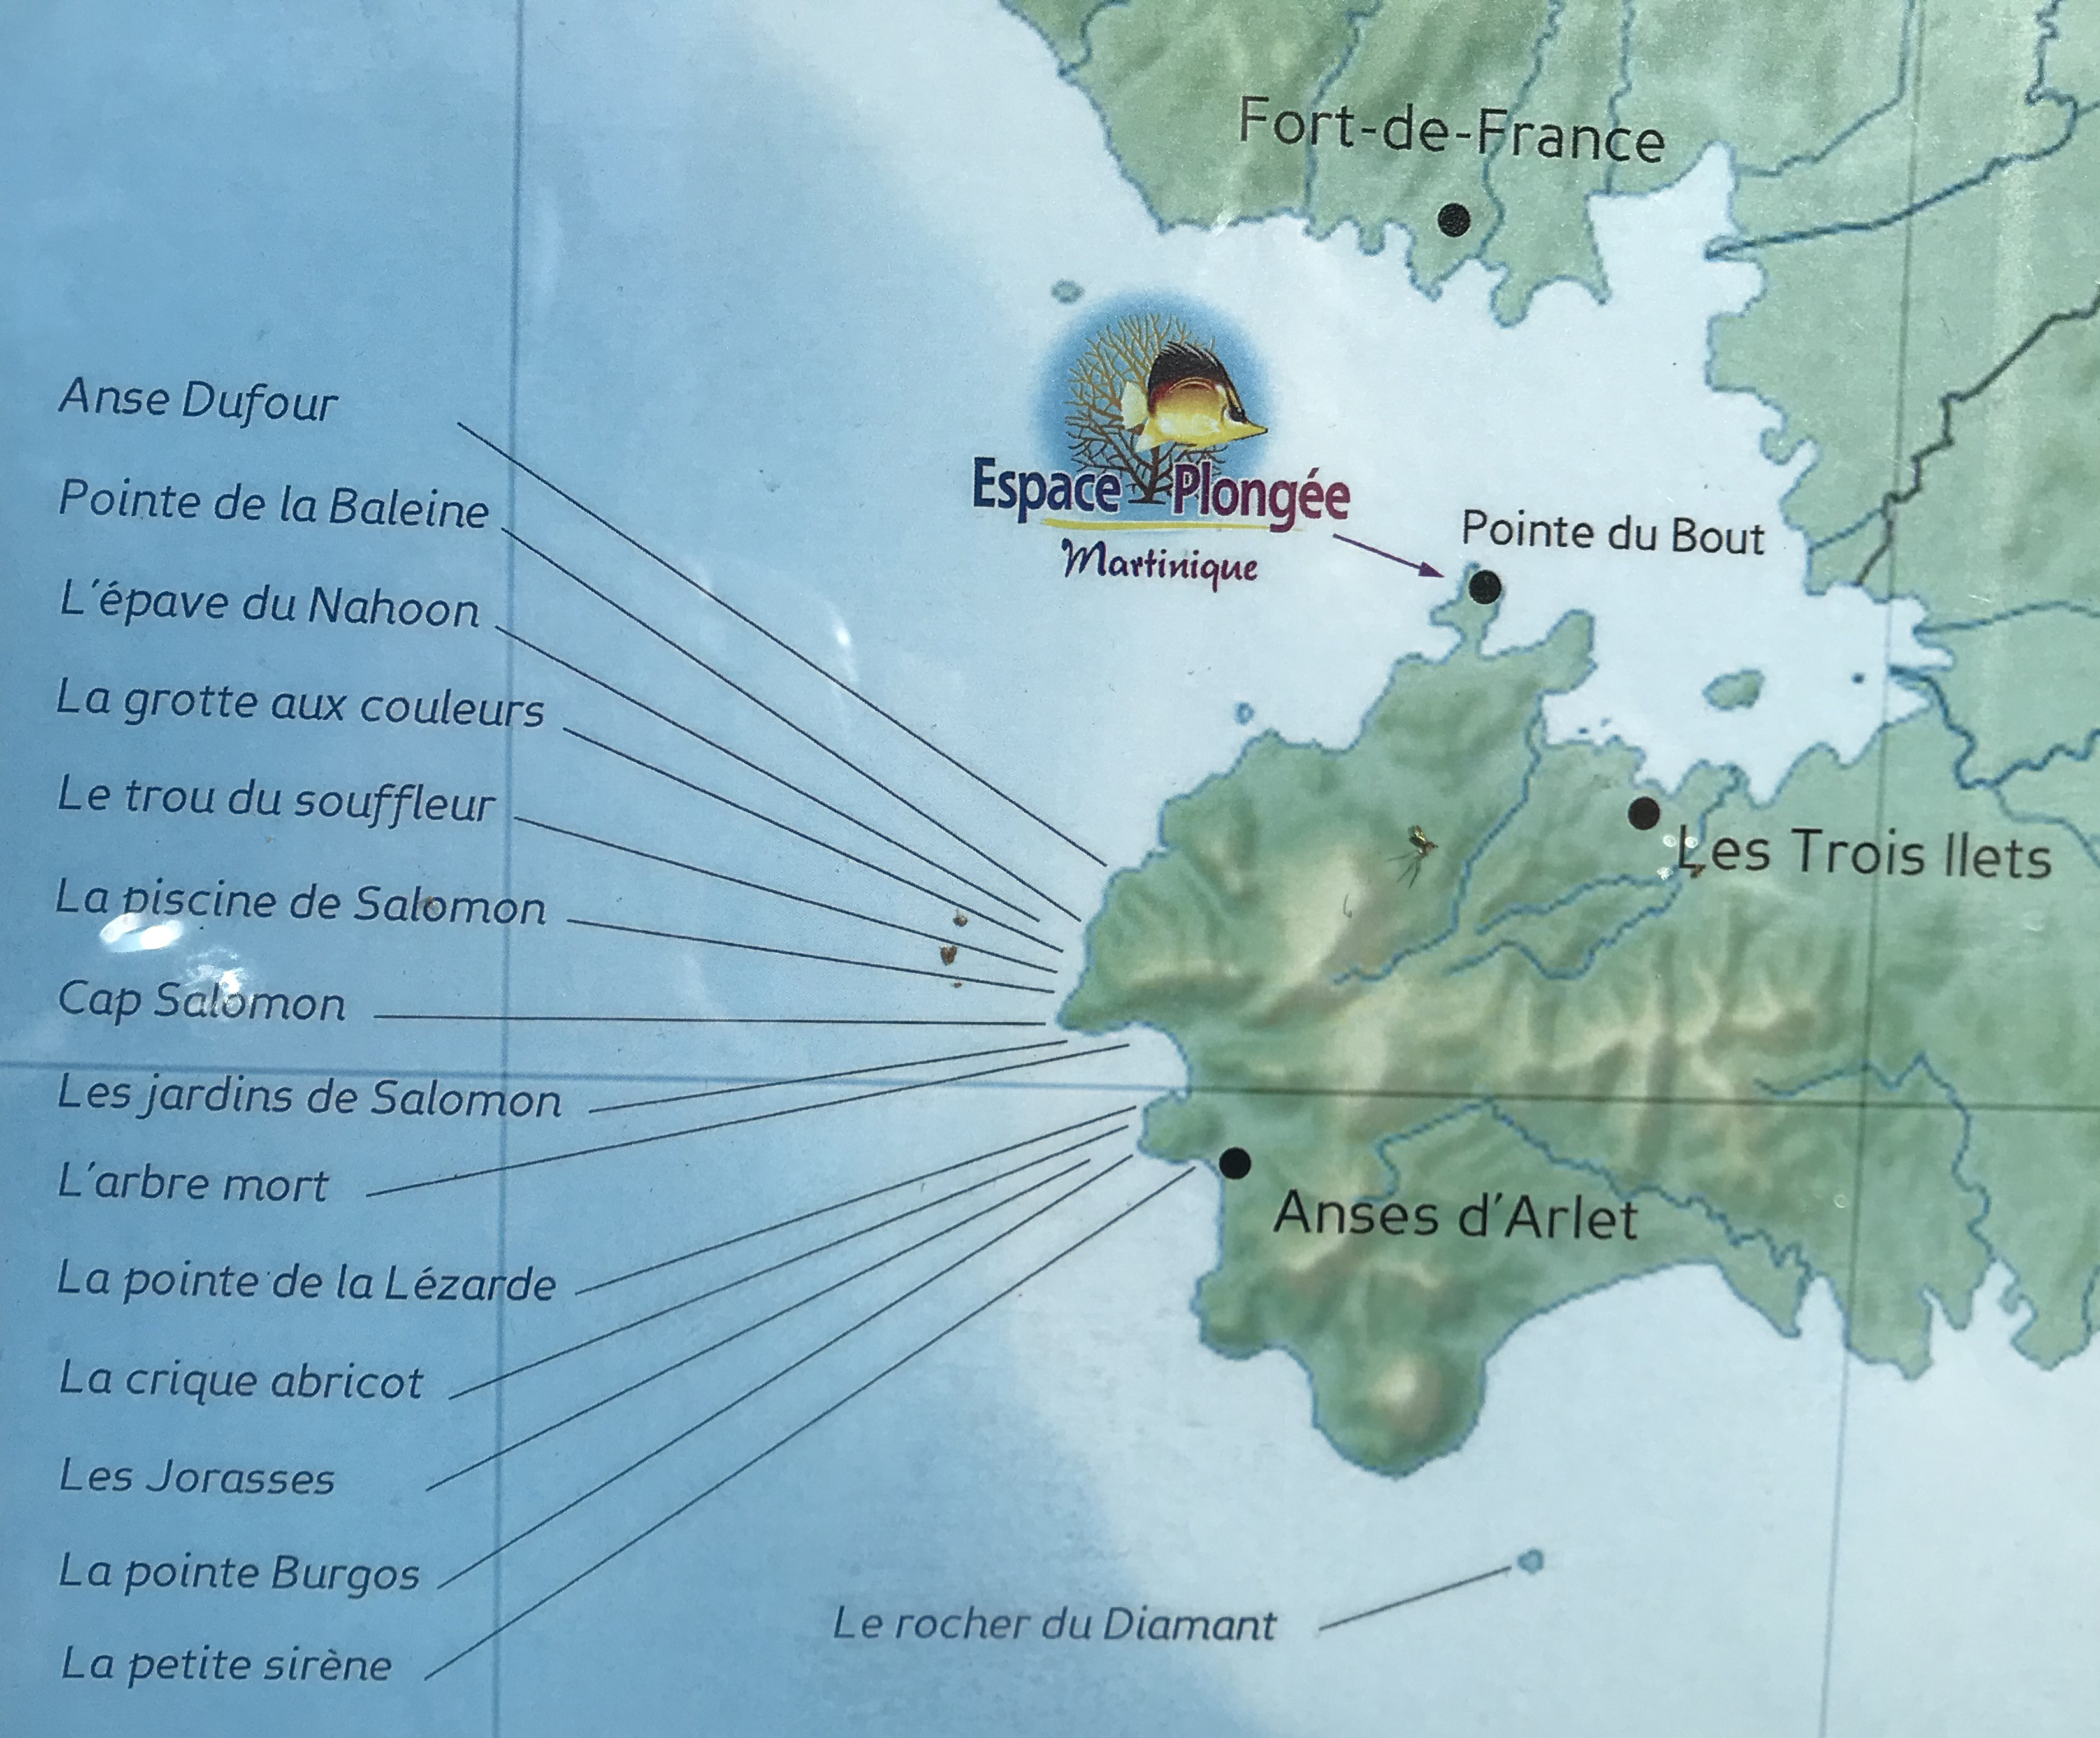 Fort-de-France
Espace Plongée
Martinique
Pointe du Bout
Les Trois Ilets
Anses d'Arlet
Anse Dufour
Pointe de la Baleine
L'épave du Nahoon
La grotte aux couleurs
Le trou du souffleur
La piscine de Salomon
Cap Salomon
Les jardins de Salomon
L'arbre mort
La pointe de la Lézarde
La crique abricot
Les Jorasses
La pointe Burgos
La petite sirène
Le rocher du Diamant